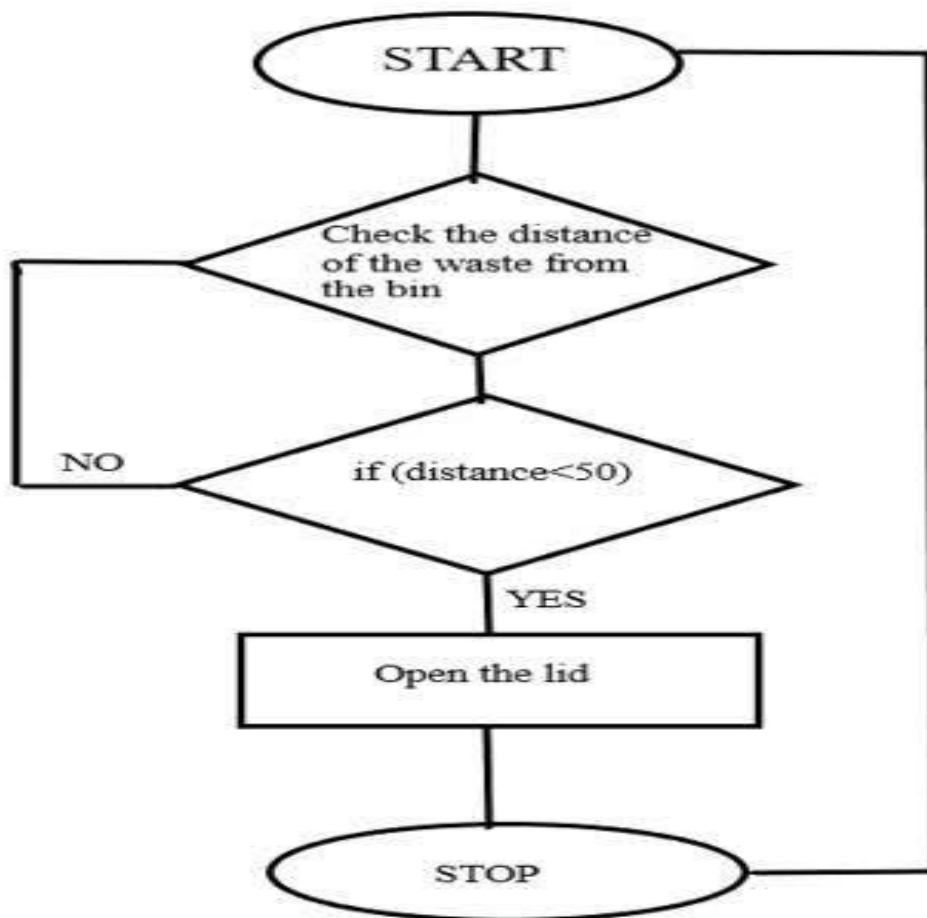 START
Check the distance
of the waste from
the bin
NO
if (distance<50)
YES
Open the lid
STOP